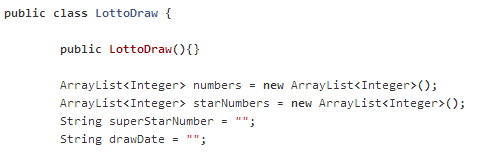 public class LottoDraw {
public LottoDraw(){}
ArrayList<Integer> numbers = new ArrayList<Integer>();
ArrayList<Integer> starNumbers = new ArrayList<Integer>();
String superStarNumber = "";
String drawDate = "";